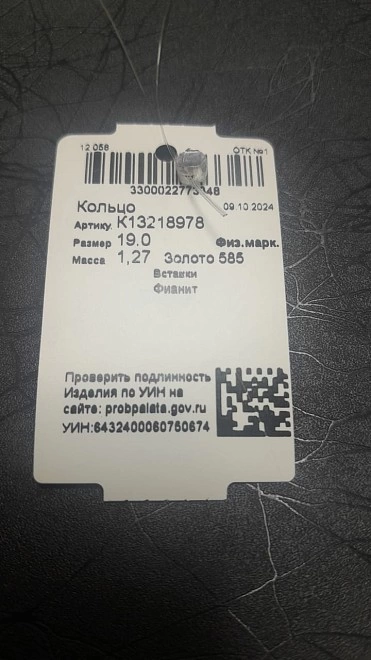 12 058 ОТК №1
Кольцо 09 10 2024
Артику. К13218978
Размер 19.0 Физ.марк.
Масса 1,27 Золото 585
Вставки
Фианит
Проверить подлинность
Изделия по УИН на
сайте: probpalata.gov.ru
УИН:6432400060750674